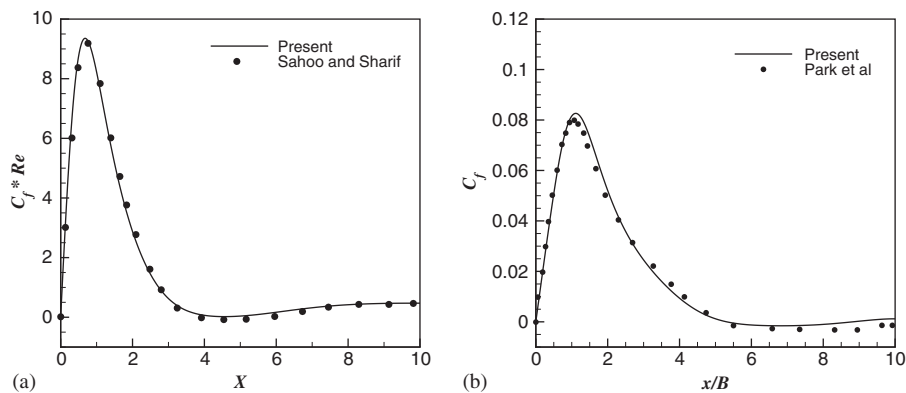 10
8
6
4
2
0
C_f * Re
Present
Sahoo and Sharif
0 2 4 6 8 10
X
(a)
0.12
0.1
0.08
0.06
0.04
0.02
0
C_f
Present
Park et al
0 2 4 6 8 10
x/B
(b)